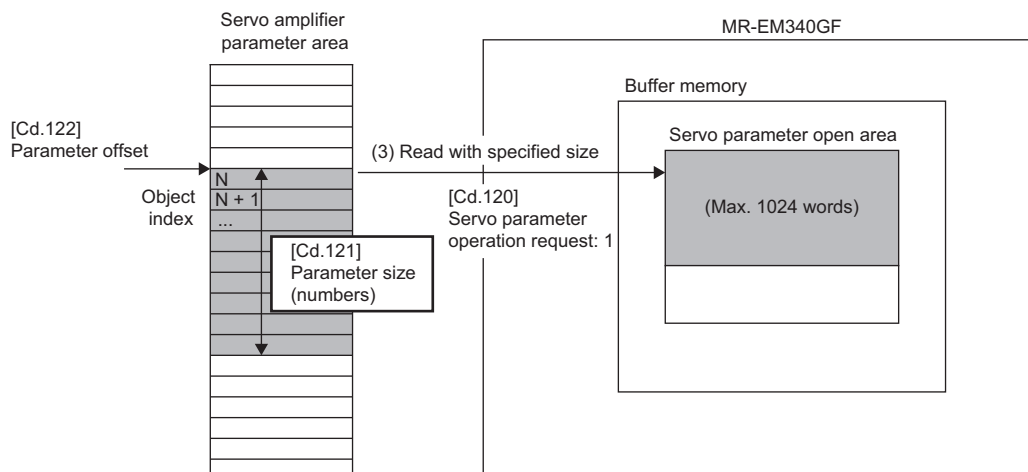 Servo amplifier
parameter area
MR-EM340GF
Buffer memory
[Cd.122]
Parameter offset
(3) Read with specified size
Servo parameter open area
Object
index
N
N + 1
...
[Cd.120]
Servo parameter
operation request: 1
(Max. 1024 words)
[Cd.121]
Parameter size
(numbers)